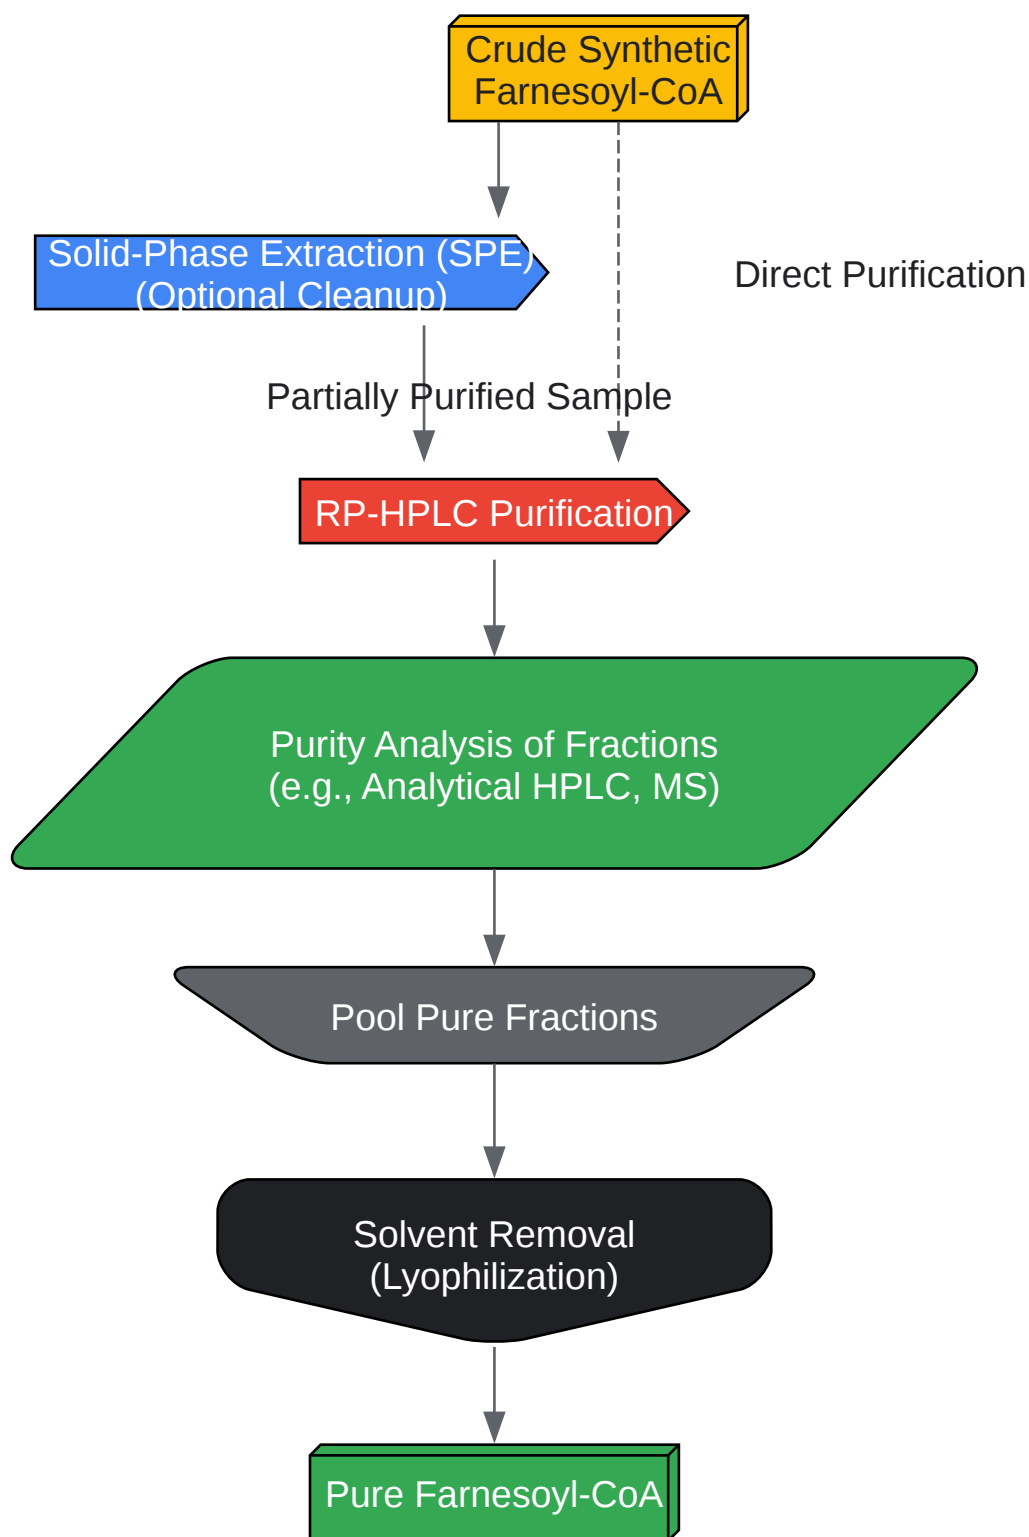 Crude Synthetic
Farnesoyl-CoA
Solid-Phase Extraction (SPE)
(Optional Cleanup)
Direct Purification
Partially Purified Sample
RP-HPLC Purification
Purity Analysis of Fractions
(e.g., Analytical HPLC, MS)
Pool Pure Fractions
Solvent Removal
(Lyophilization)
Pure Farnesoyl-CoA